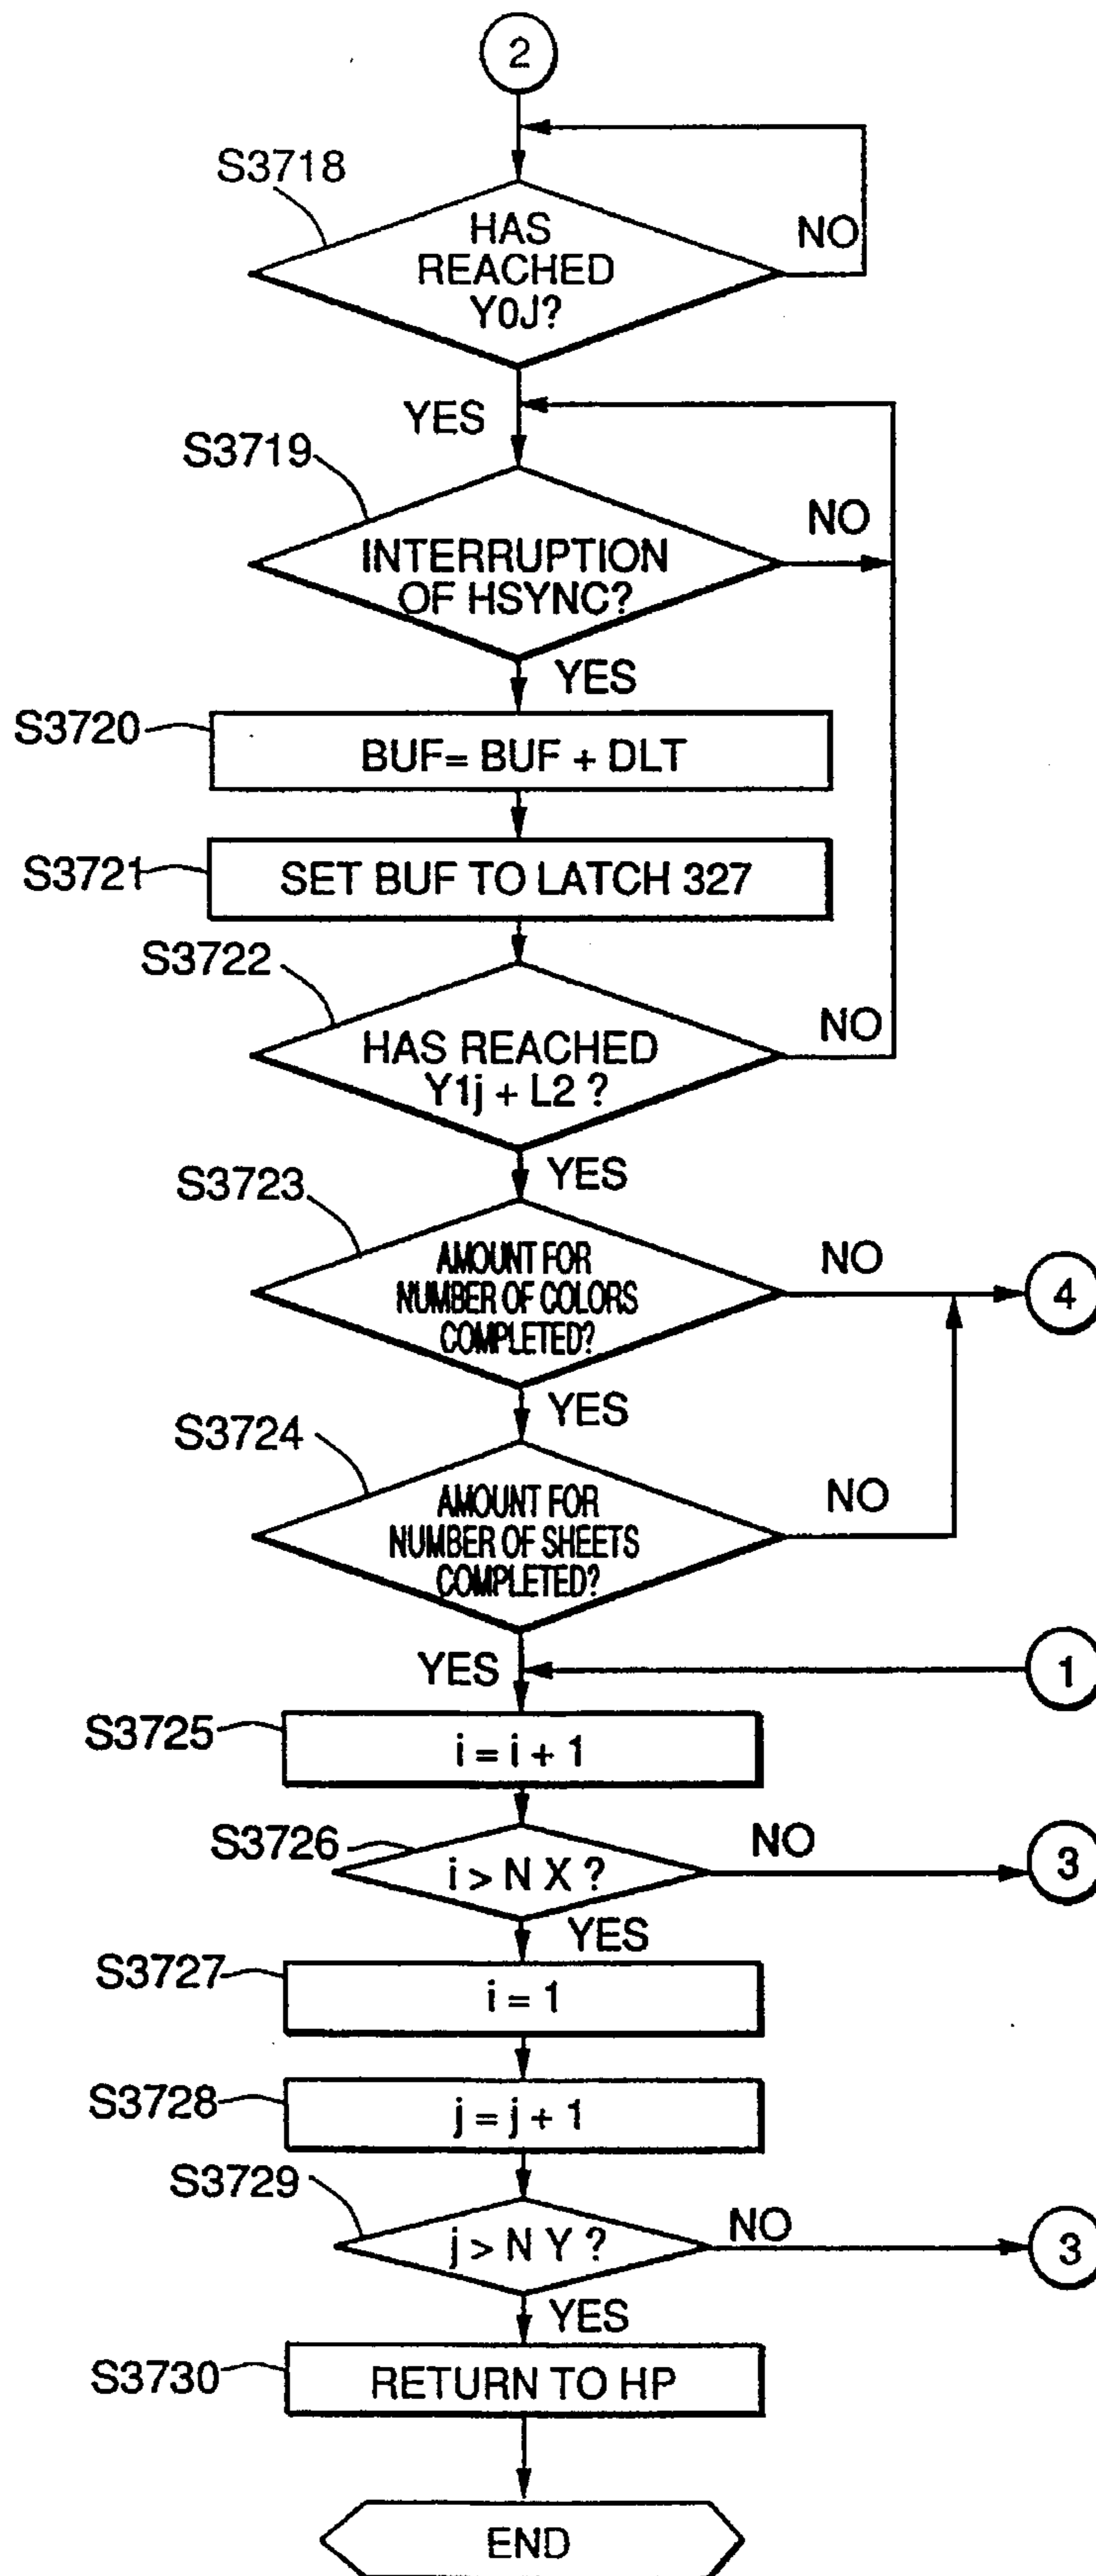 2
S3718
HAS
REACHED
Y0J?
NO
YES
S3719
INTERRUPTION
OF HSYNC?
NO
YES
S3720
BUF= BUF + DLT
S3721
SET BUF TO LATCH 327
S3722
HAS REACHED
Y1j + L2 ?
NO
YES
S3723
AMOUNT FOR
NUMBER OF COLORS
COMPLETED?
NO
4
YES
S3724
AMOUNT FOR
NUMBER OF SHEETS
COMPLETED?
NO
YES
1
S3725
i = i + 1
S3726
i > N X ?
NO
3
YES
S3727
i = 1
S3728
j = j + 1
S3729
j > N Y ?
NO
3
YES
S3730
RETURN TO HP
END